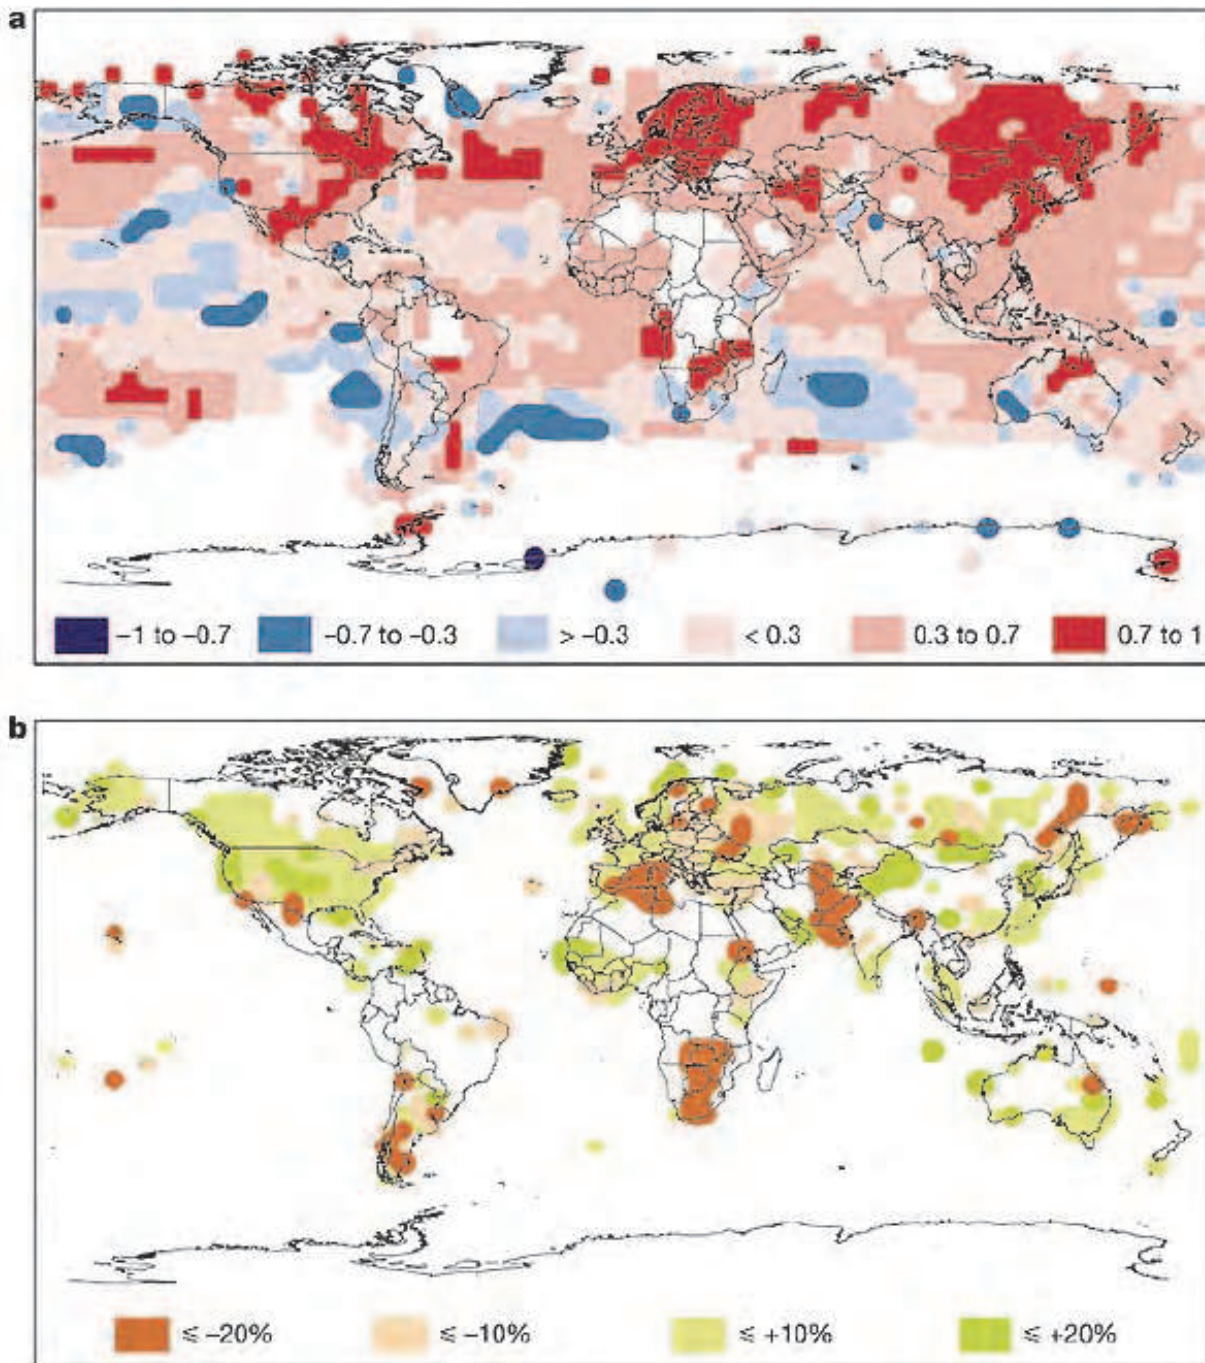 a
−1 to −0.7 −0.7 to −0.3 > −0.3 < 0.3 0.3 to 0.7 0.7 to 1
b
≤ −20% ≤ −10% ≤ +10% ≤ +20%